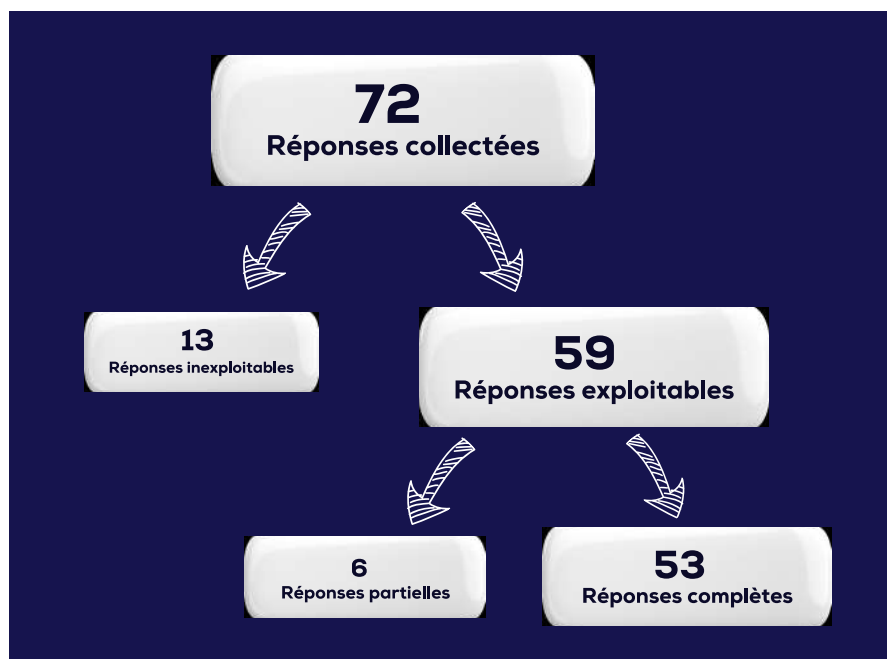 72
Réponses collectées
13
Réponses inexploitables
59
Réponses exploitables
6
Réponses partielles
53
Réponses complètes